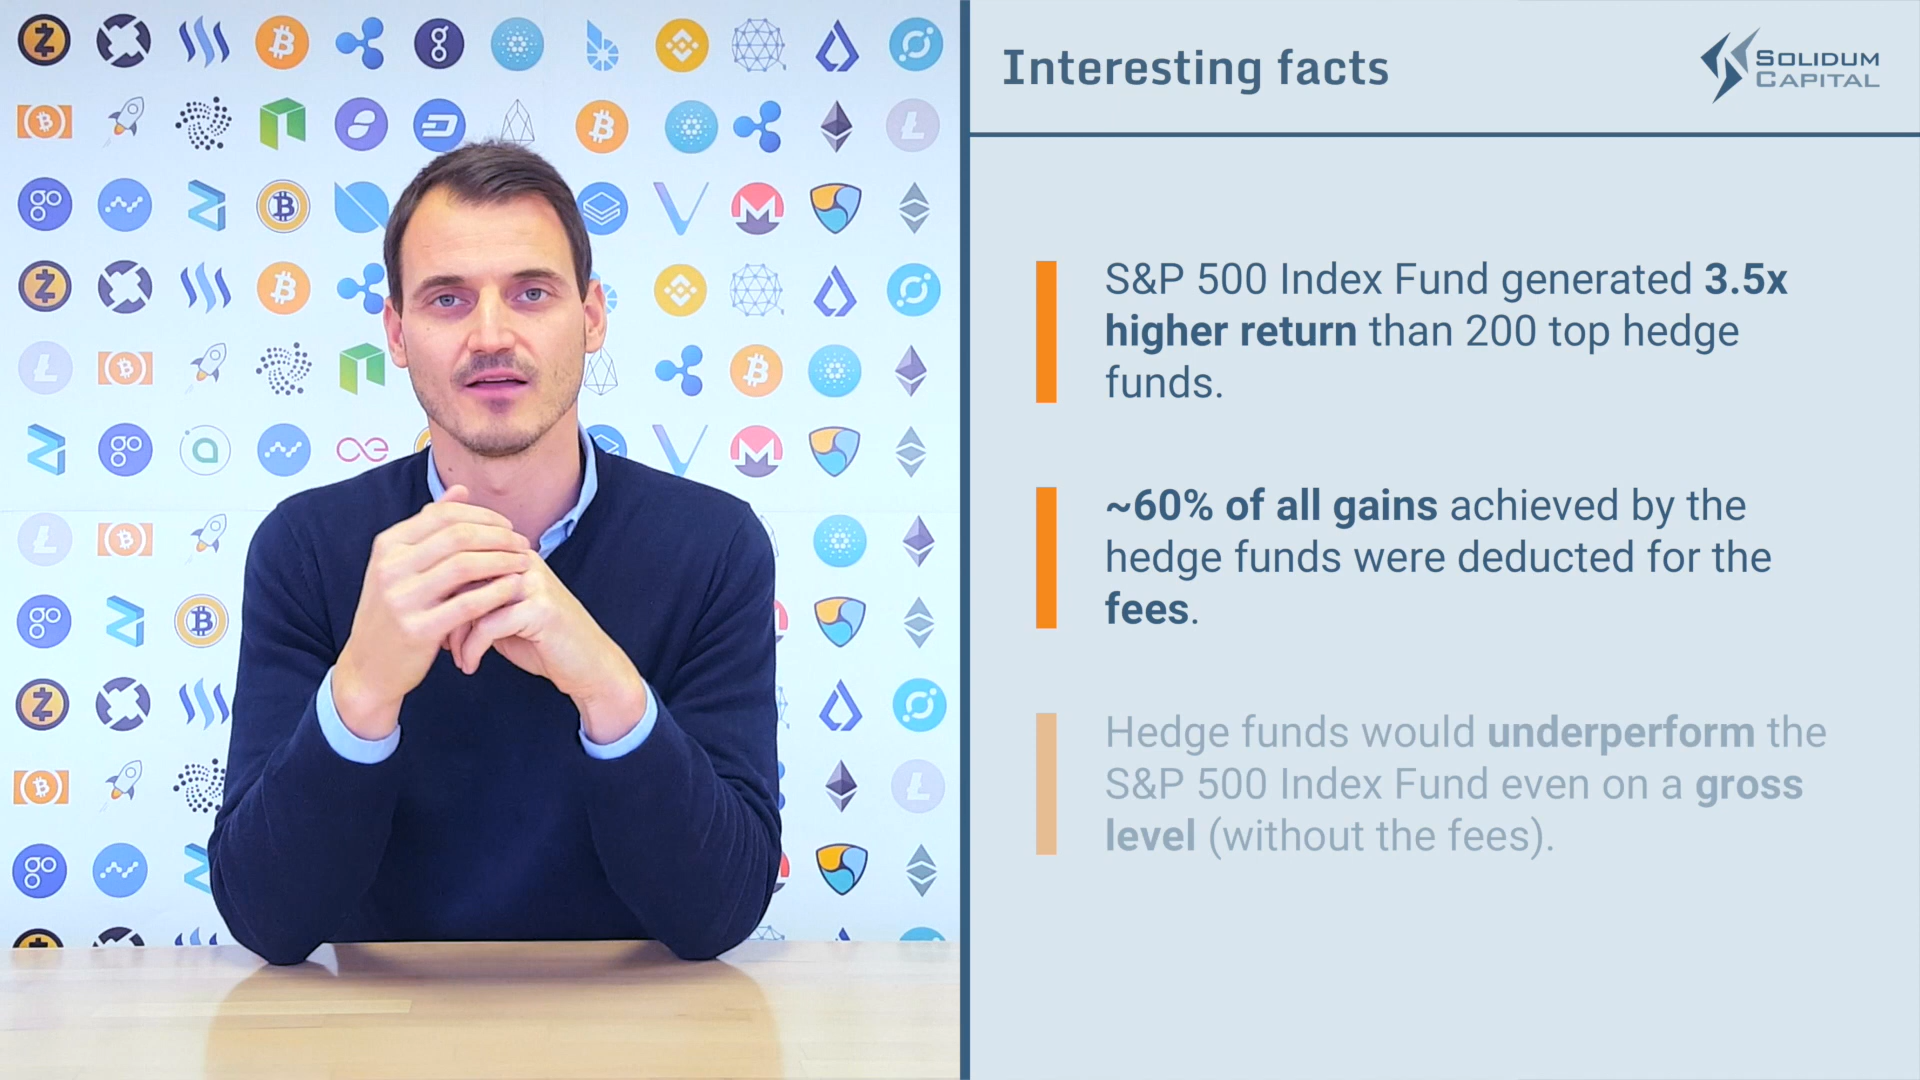 Interesting facts
SOLIDUM
CAPITAL
S&P 500 Index Fund generated 3.5x
higher return than 200 top hedge
funds.
~60% of all gains achieved by the
hedge funds were deducted for the
fees.
Hedge funds would underperform the
S&P 500 Index Fund even on a gross
level (without the fees).